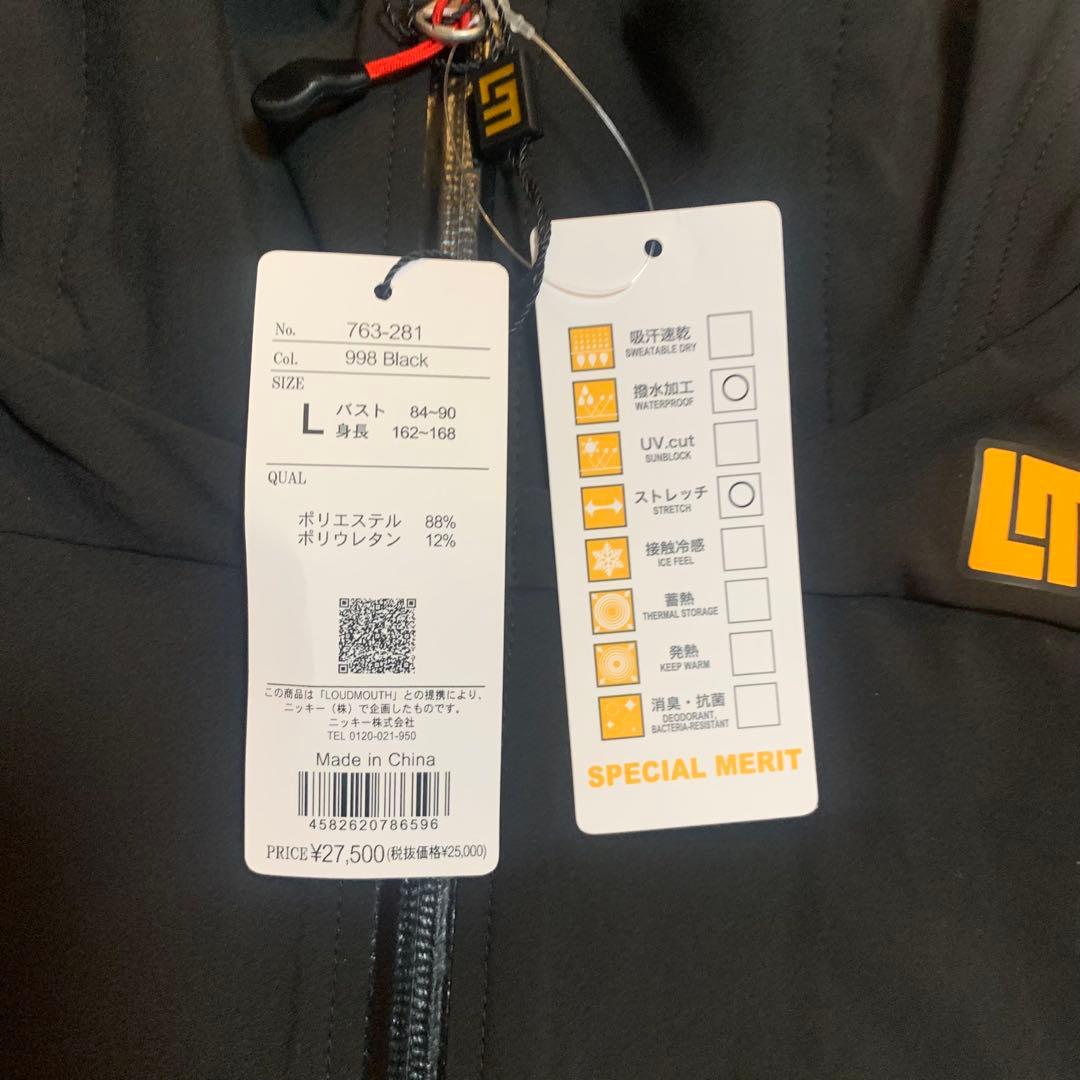 No. 763-281
Col. 998 Black
SIZE
L バスト 84~90
身長 162~168
QUAL
ポリエステル 88%
ポリウレタン 12%
この商品は「LOUDMOUTH」との提携により、
ニッキー（株）で企画したものです。
ニッキー株式会社
TEL 0120-021-950
Made in China
4582620786596
PRICE ¥27,500(税抜価格¥25,000)
吸汗速乾
SWEATABLE DRY
撥水加工
WATERPROOF
UV.cut
SUNBLOCK
ストレッチ
STRETCH
接触冷感
ICE FEEL
蓄熱
THERMAL STORAGE
発熱
KEEP WARM
消臭・抗菌
DEODORANT,
BACTERIA-RESISTANT
SPECIAL MERIT
LM
LM